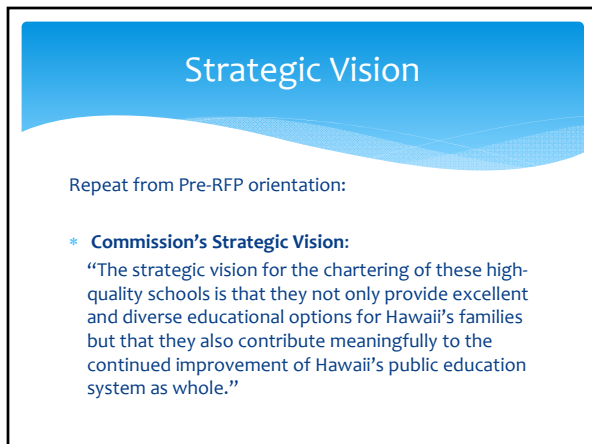 Strategic Vision
Repeat from Pre-RFP orientation:
* Commission’s Strategic Vision:
“The strategic vision for the chartering of these high-
quality schools is that they not only provide excellent
and diverse educational options for Hawaii’s families
but that they also contribute meaningfully to the
continued improvement of Hawaii’s public education
system as whole.”